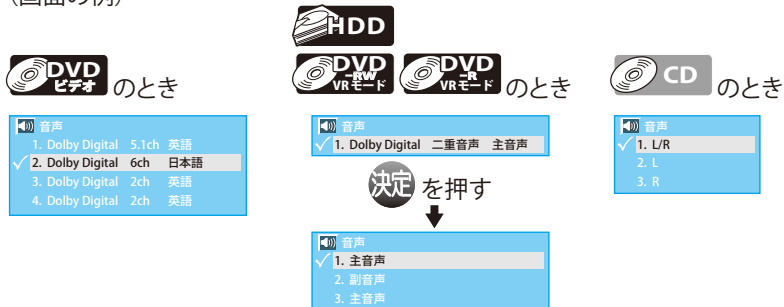 (画面の例)
HDD
DVD ビデオ のとき
DVD -RW VRモード DVD -R VRモード のとき
CD のとき
音声
1. Dolby Digital 5.1ch 英語
✓ 2. Dolby Digital 6ch 日本語
3. Dolby Digital 2ch 英語
4. Dolby Digital 2ch 英語
音声
✓ 1. Dolby Digital 二重音声 主音声
決定 を押す
音声
✓ 1. 主音声
2. 副音声
3. 主音声
音声
✓ 1. L/R
2. L
3. R